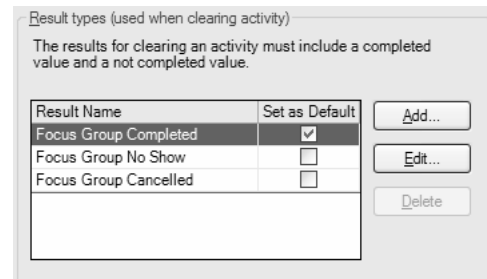 Result types (used when clearing activity)
The results for clearing an activity must include a completed
value and a not completed value.
Result Name Set as Default
Add...
Focus Group Completed
Focus Group No Show
Edit...
Focus Group Cancelled
Delete